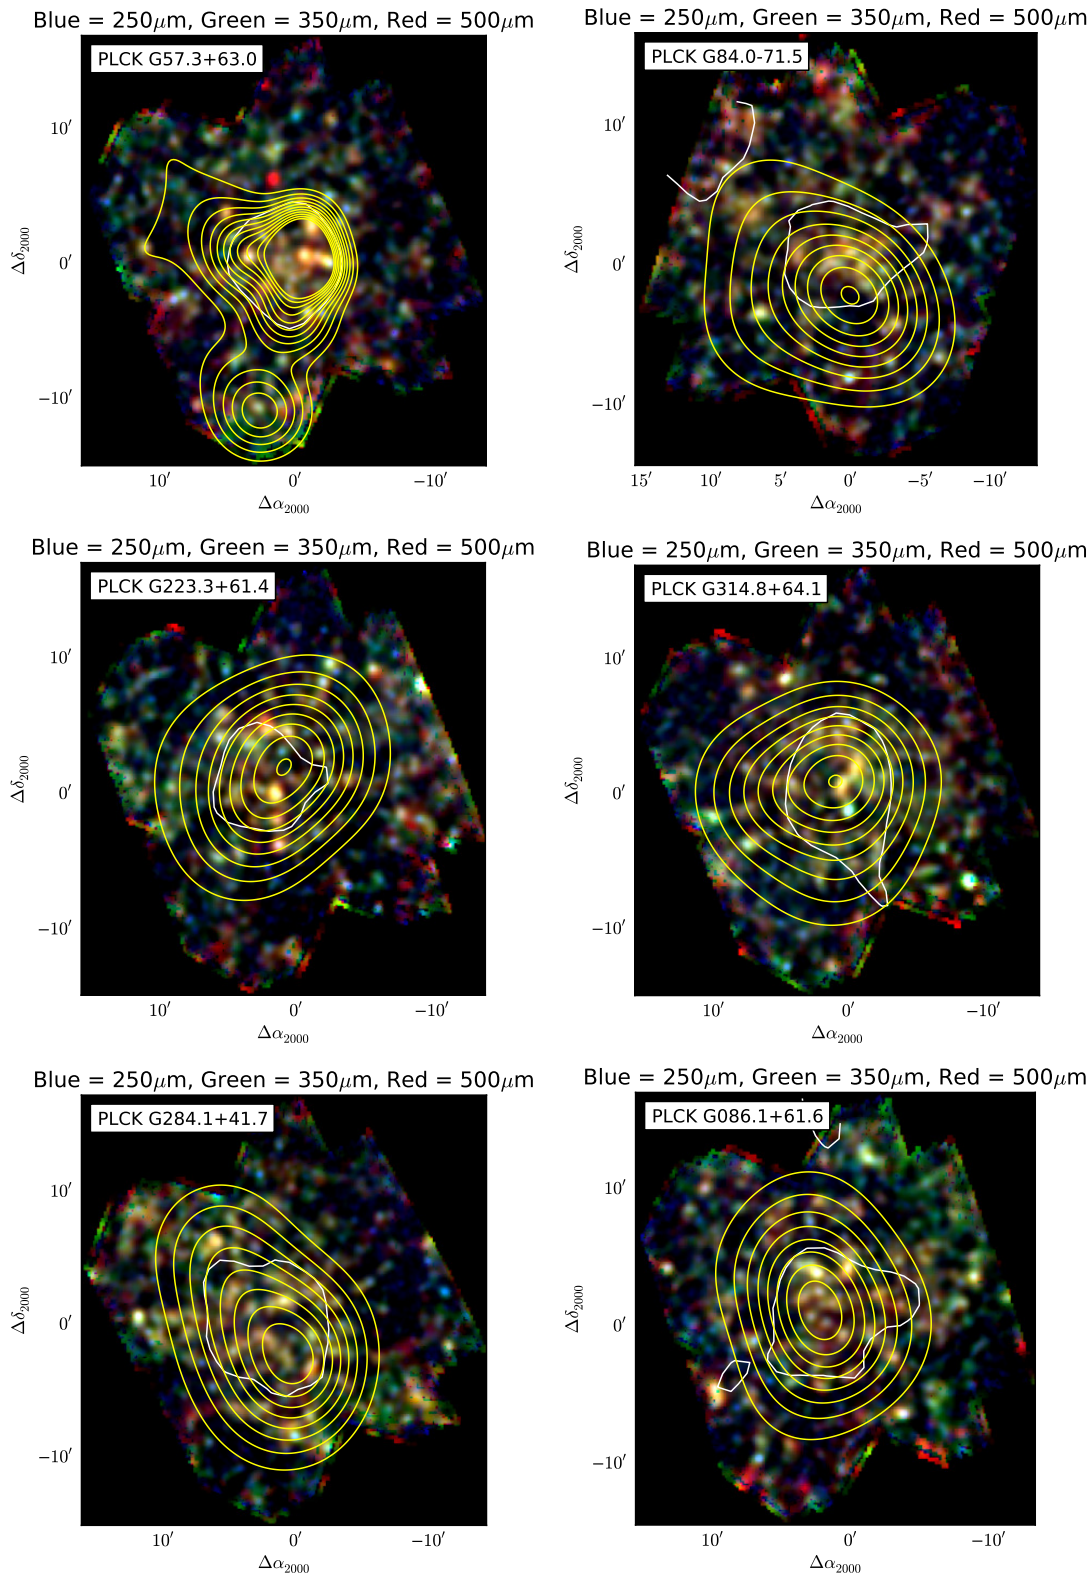 Blue = 250μm, Green = 350μm, Red = 500μm
PLCK G57.3+63.0
10′
0′
−10′
Δδ2000
10′ 0′ −10′
Δα2000
Blue = 250μm, Green = 350μm, Red = 500μm
PLCK G84.0-71.5
10′
0′
−10′
Δδ2000
15′ 10′ 5′ 0′ −5′ −10′
Δα2000
Blue = 250μm, Green = 350μm, Red = 500μm
PLCK G223.3+61.4
10′
0′
−10′
Δδ2000
10′ 0′ −10′
Δα2000
Blue = 250μm, Green = 350μm, Red = 500μm
PLCK G314.8+64.1
10′
0′
−10′
Δδ2000
10′ 0′ −10′
Δα2000
Blue = 250μm, Green = 350μm, Red = 500μm
PLCK G284.1+41.7
10′
0′
−10′
Δδ2000
10′ 0′ −10′
Δα2000
Blue = 250μm, Green = 350μm, Red = 500μm
PLCK G086.1+61.6
10′
0′
−10′
Δδ2000
10′ 0′ −10′
Δα2000